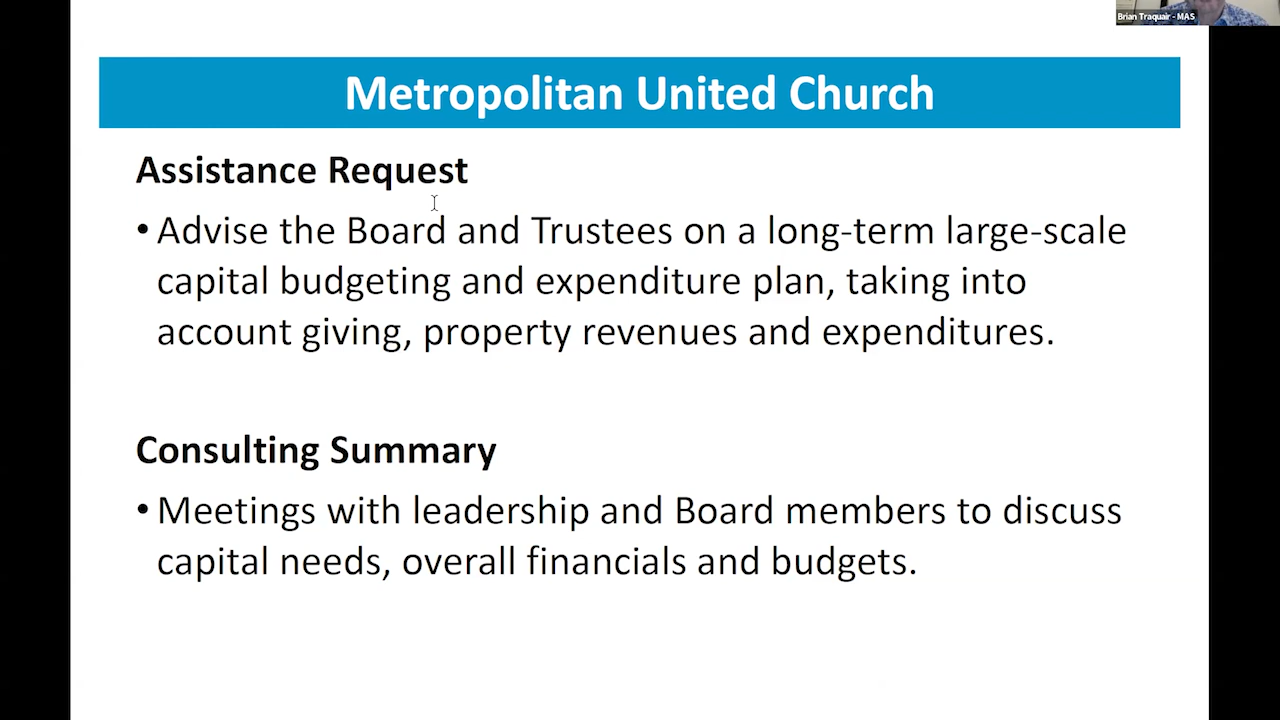 Brian Traquair - MAS
Metropolitan United Church
Assistance Request
• Advise the Board and Trustees on a long-term large-scale
capital budgeting and expenditure plan, taking into
account giving, property revenues and expenditures.
Consulting Summary
• Meetings with leadership and Board members to discuss
capital needs, overall financials and budgets.